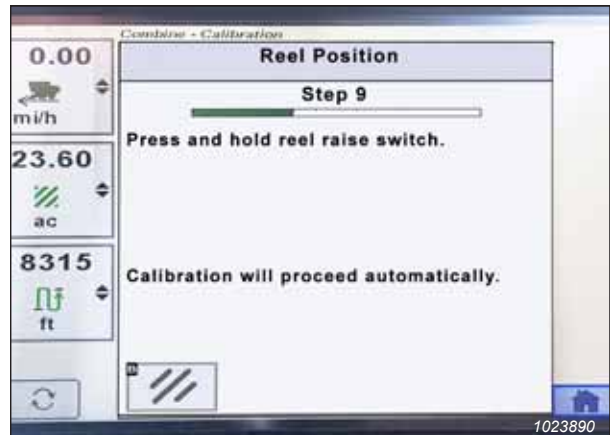 Combine - Calibration
Reel Position
Step 9
Press and hold reel raise switch.
Calibration will proceed automatically.
0.00
mi/h
23.60
ac
8315
ft
1023890